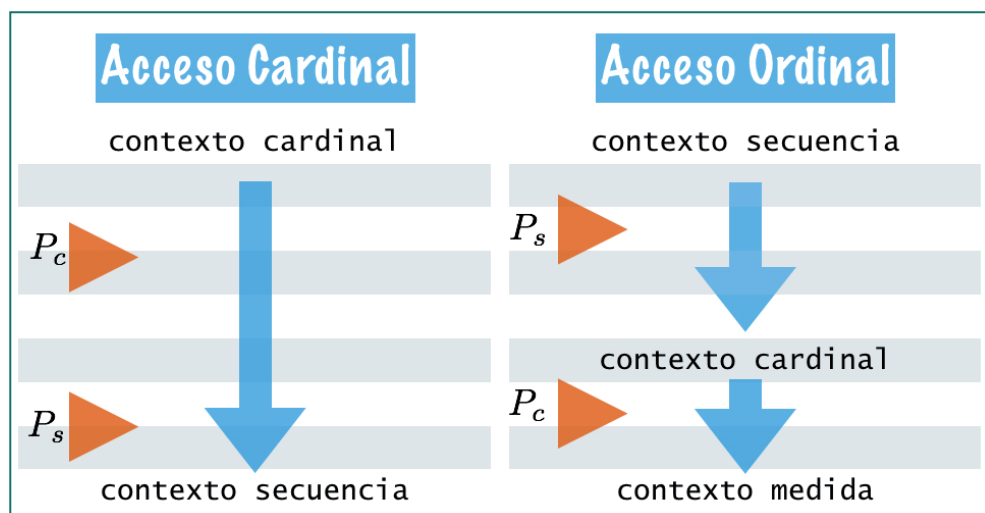 Acceso Cardinal
contexto cardinal
P_c
P_s
contexto secuencia
Acceso Ordinal
contexto secuencia
P_s
contexto cardinal
P_c
contexto medida